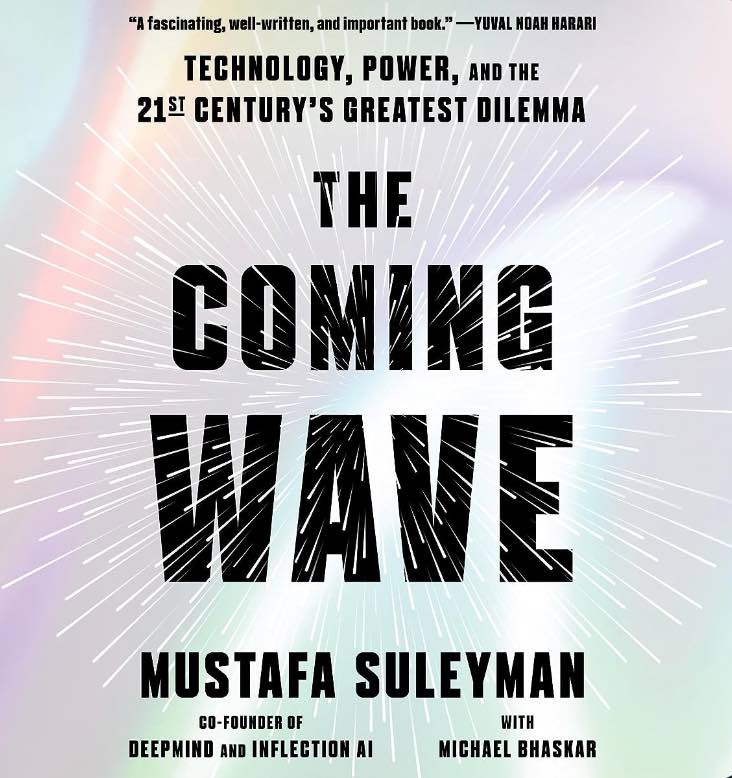 “A fascinating, well-written, and important book.” —YUVAL NOAH HARARI
TECHNOLOGY, POWER, AND THE
21ST CENTURY’S GREATEST DILEMMA
THE
COMING
WAVE
MUSTAFA SULEYMAN
CO-FOUNDER OF
DEEPMIND AND INFLECTION AI
WITH
MICHAEL BHASKAR